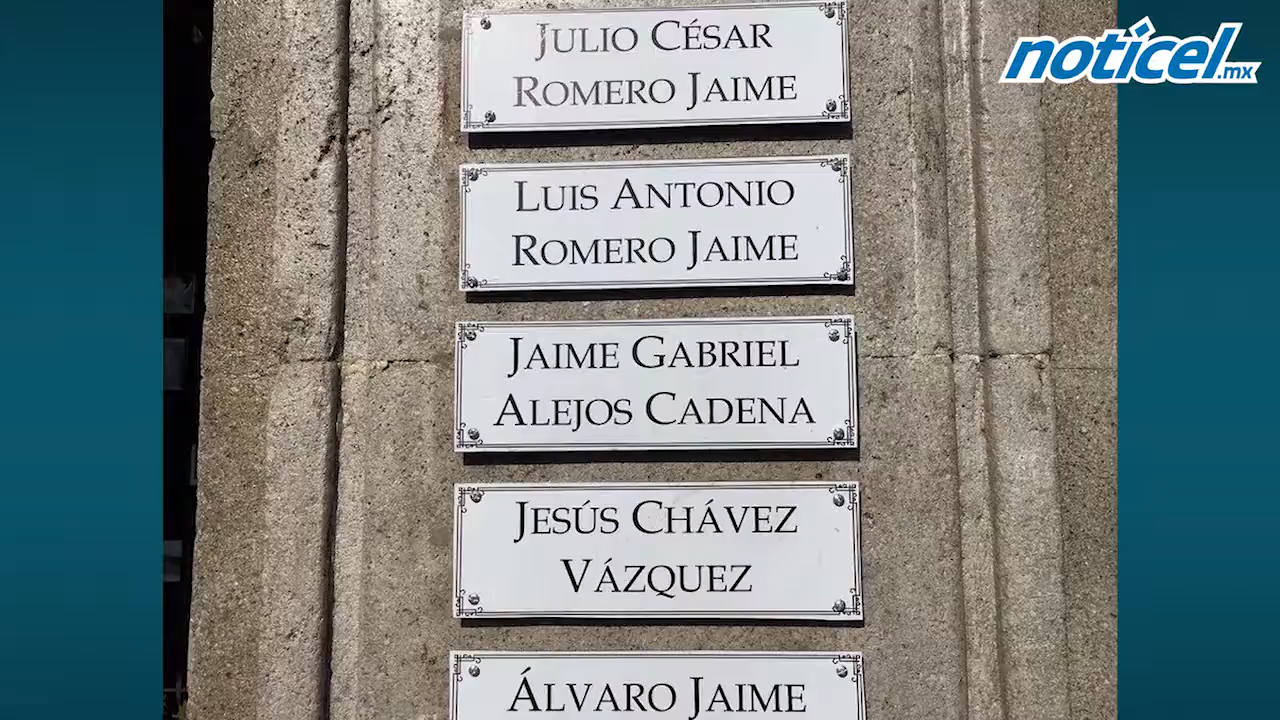 noticel.mx
JULIO CÉSAR
ROMERO JAIME
LUIS ANTONIO
ROMERO JAIME
JAIME GABRIEL
ALEJOS CADENA
JESÚS CHÁVEZ
VÁZQUEZ
ÁLVARO JAIME